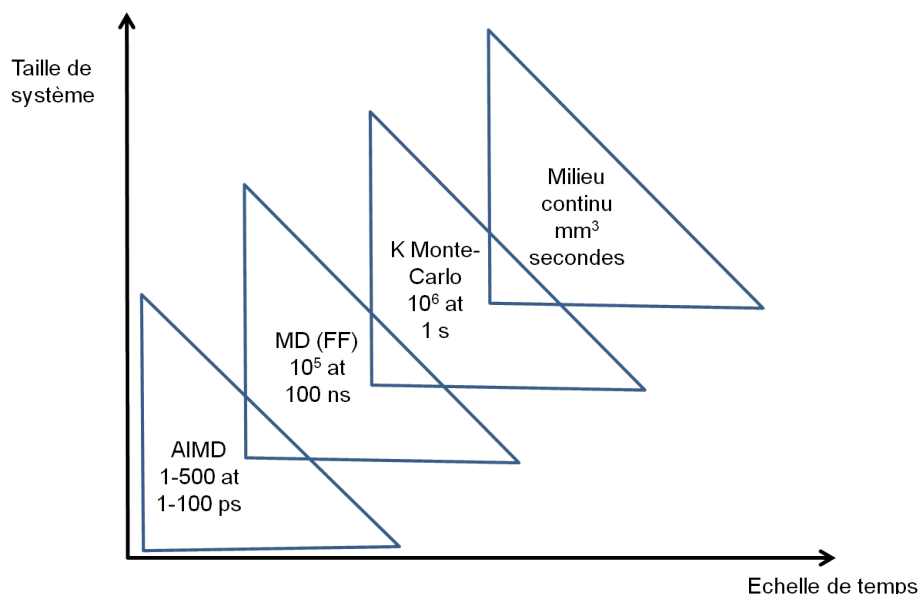 Taille de
système
Milieu
continu
mm³
secondes
K Monte-
Carlo
10⁶ at
1 s
MD (FF)
10⁵ at
100 ns
AIMD
1-500 at
1-100 ps
Echelle de temps